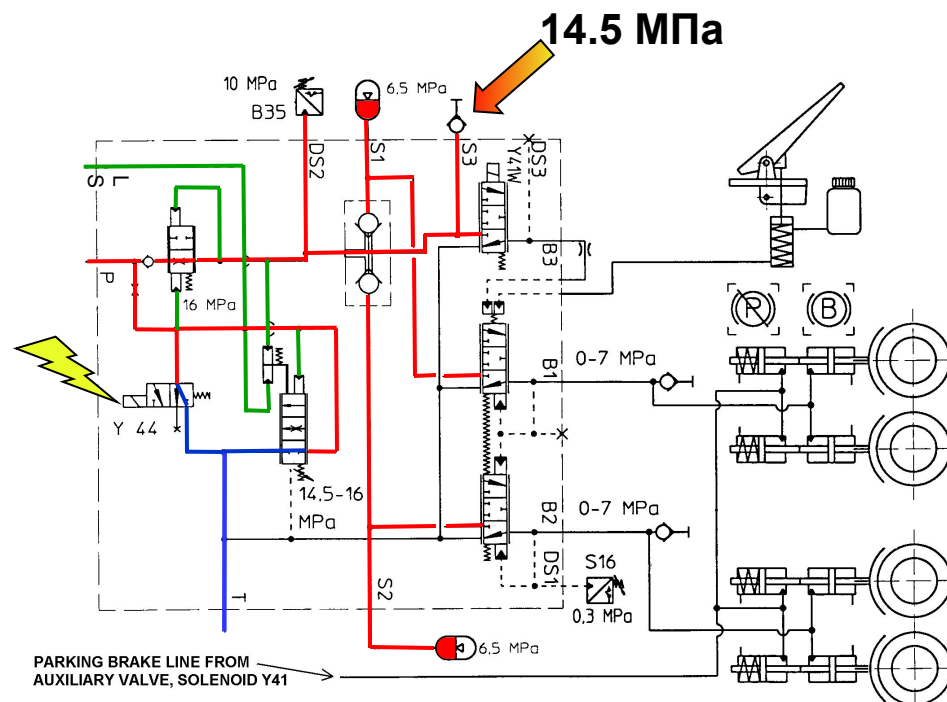 14.5 МПа
10 MPa
B35
6,5 MPa
DS2
S1
S3
Y41W
DS3
LS
P
16 MPa
B3
Y 44
14.5-16
MPa
B1
0-7 MPa
B2
0-7 MPa
DS1
S16
0,3 MPa
T
S2
6,5 MPa
P
B
PARKING BRAKE LINE FROM
AUXILIARY VALVE, SOLENOID Y41